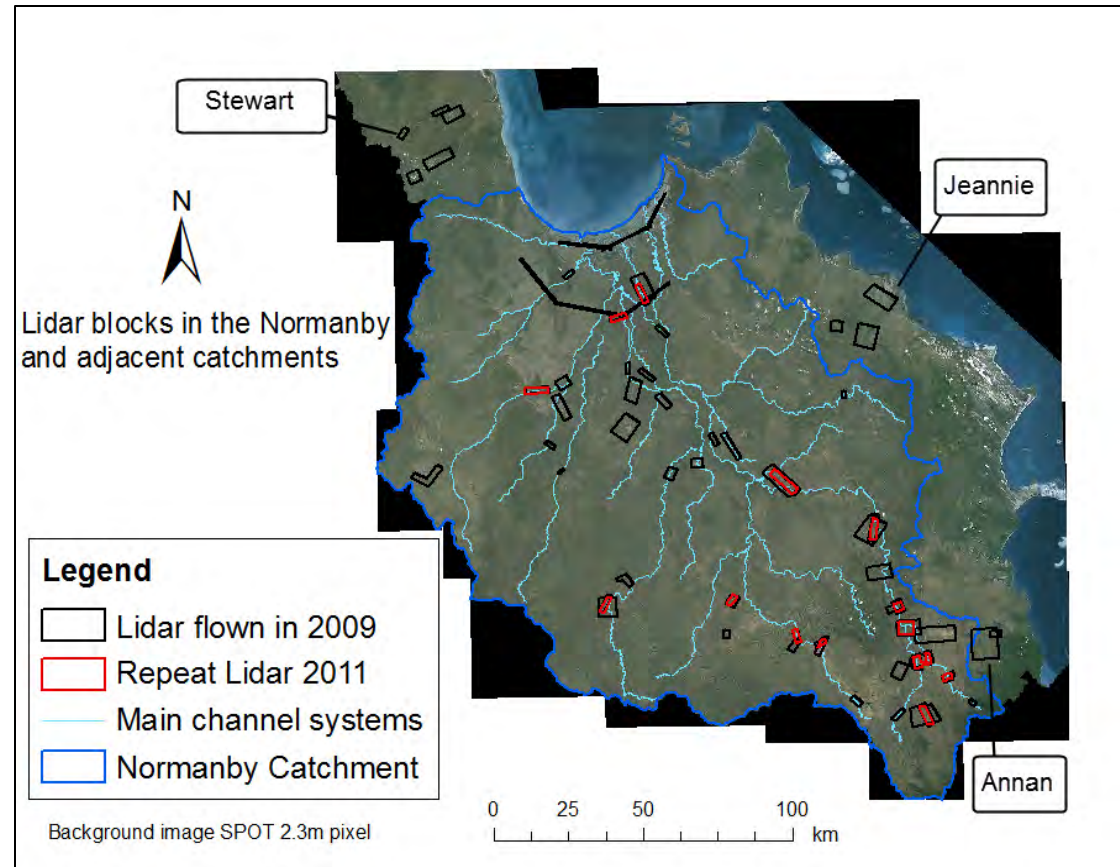 Stewart
Jeannie
N
Lidar blocks in the Normanby
and adjacent catchments
Legend
Lidar flown in 2009
Repeat Lidar 2011
Main channel systems
Normanby Catchment
Annan
Background image SPOT 2.3m pixel
0 25 50 100
km